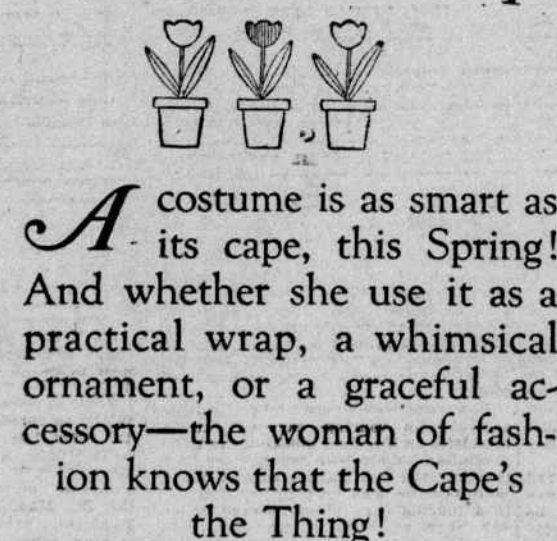 A costume is as smart as
its cape, this Spring!
And whether she use it as a
practical wrap, a whimsical
ornament, or a graceful ac-
cessory—the woman of fash-
ion knows that the Cape's
the Thing!